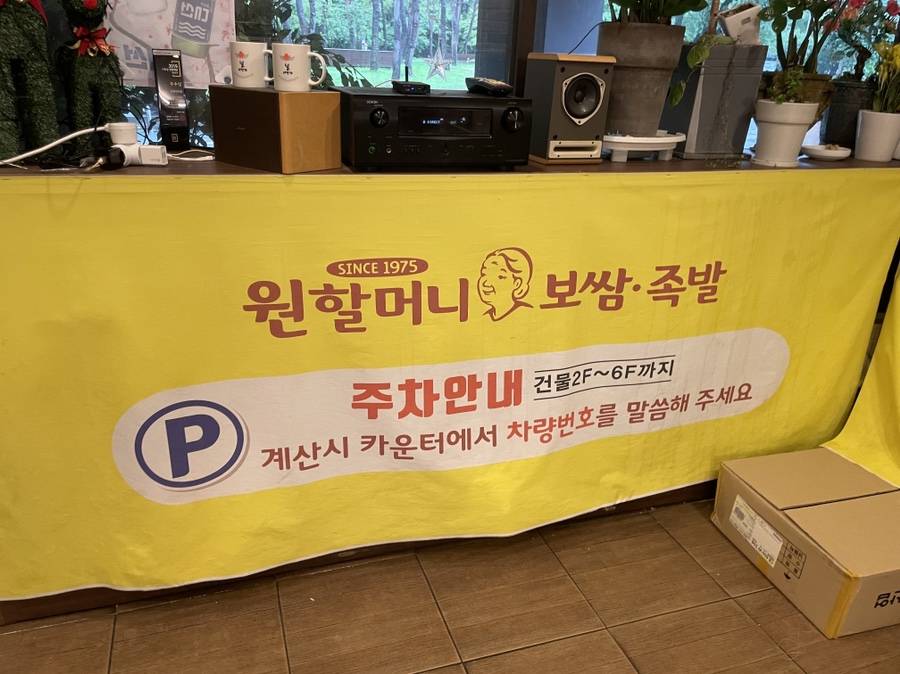 SINCE 1975
원할머니 보쌈·족발
주차안내 건물2F~6F까지
P 계산시 카운터에서 차량번호를 말씀해 주세요
DENON
2019